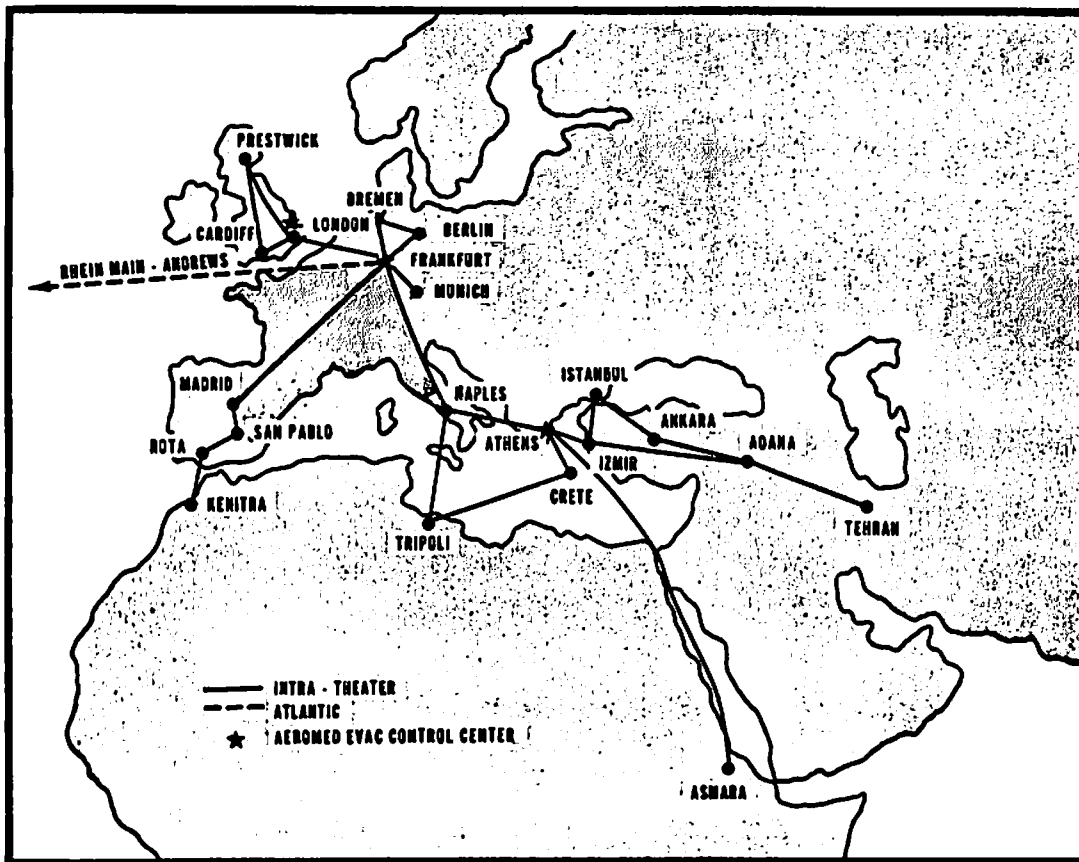 PRESTWICK
BREMEN
LONDON
CARDIFF
BERLIN
FRANKFURT
RHEIN MAIN - ANDREWS
MUNICH
MADRID
NAPLES
ISTANBUL
SAN PABLO
ANKARA
ROTA
ATHENS
ADANA
IZMIR
CRETE
KENITRA
TRIPOLI
TEHRAN
INTRA - THEATER
ATLANTIC
AEROMED EVAC CONTROL CENTER
ASMARA